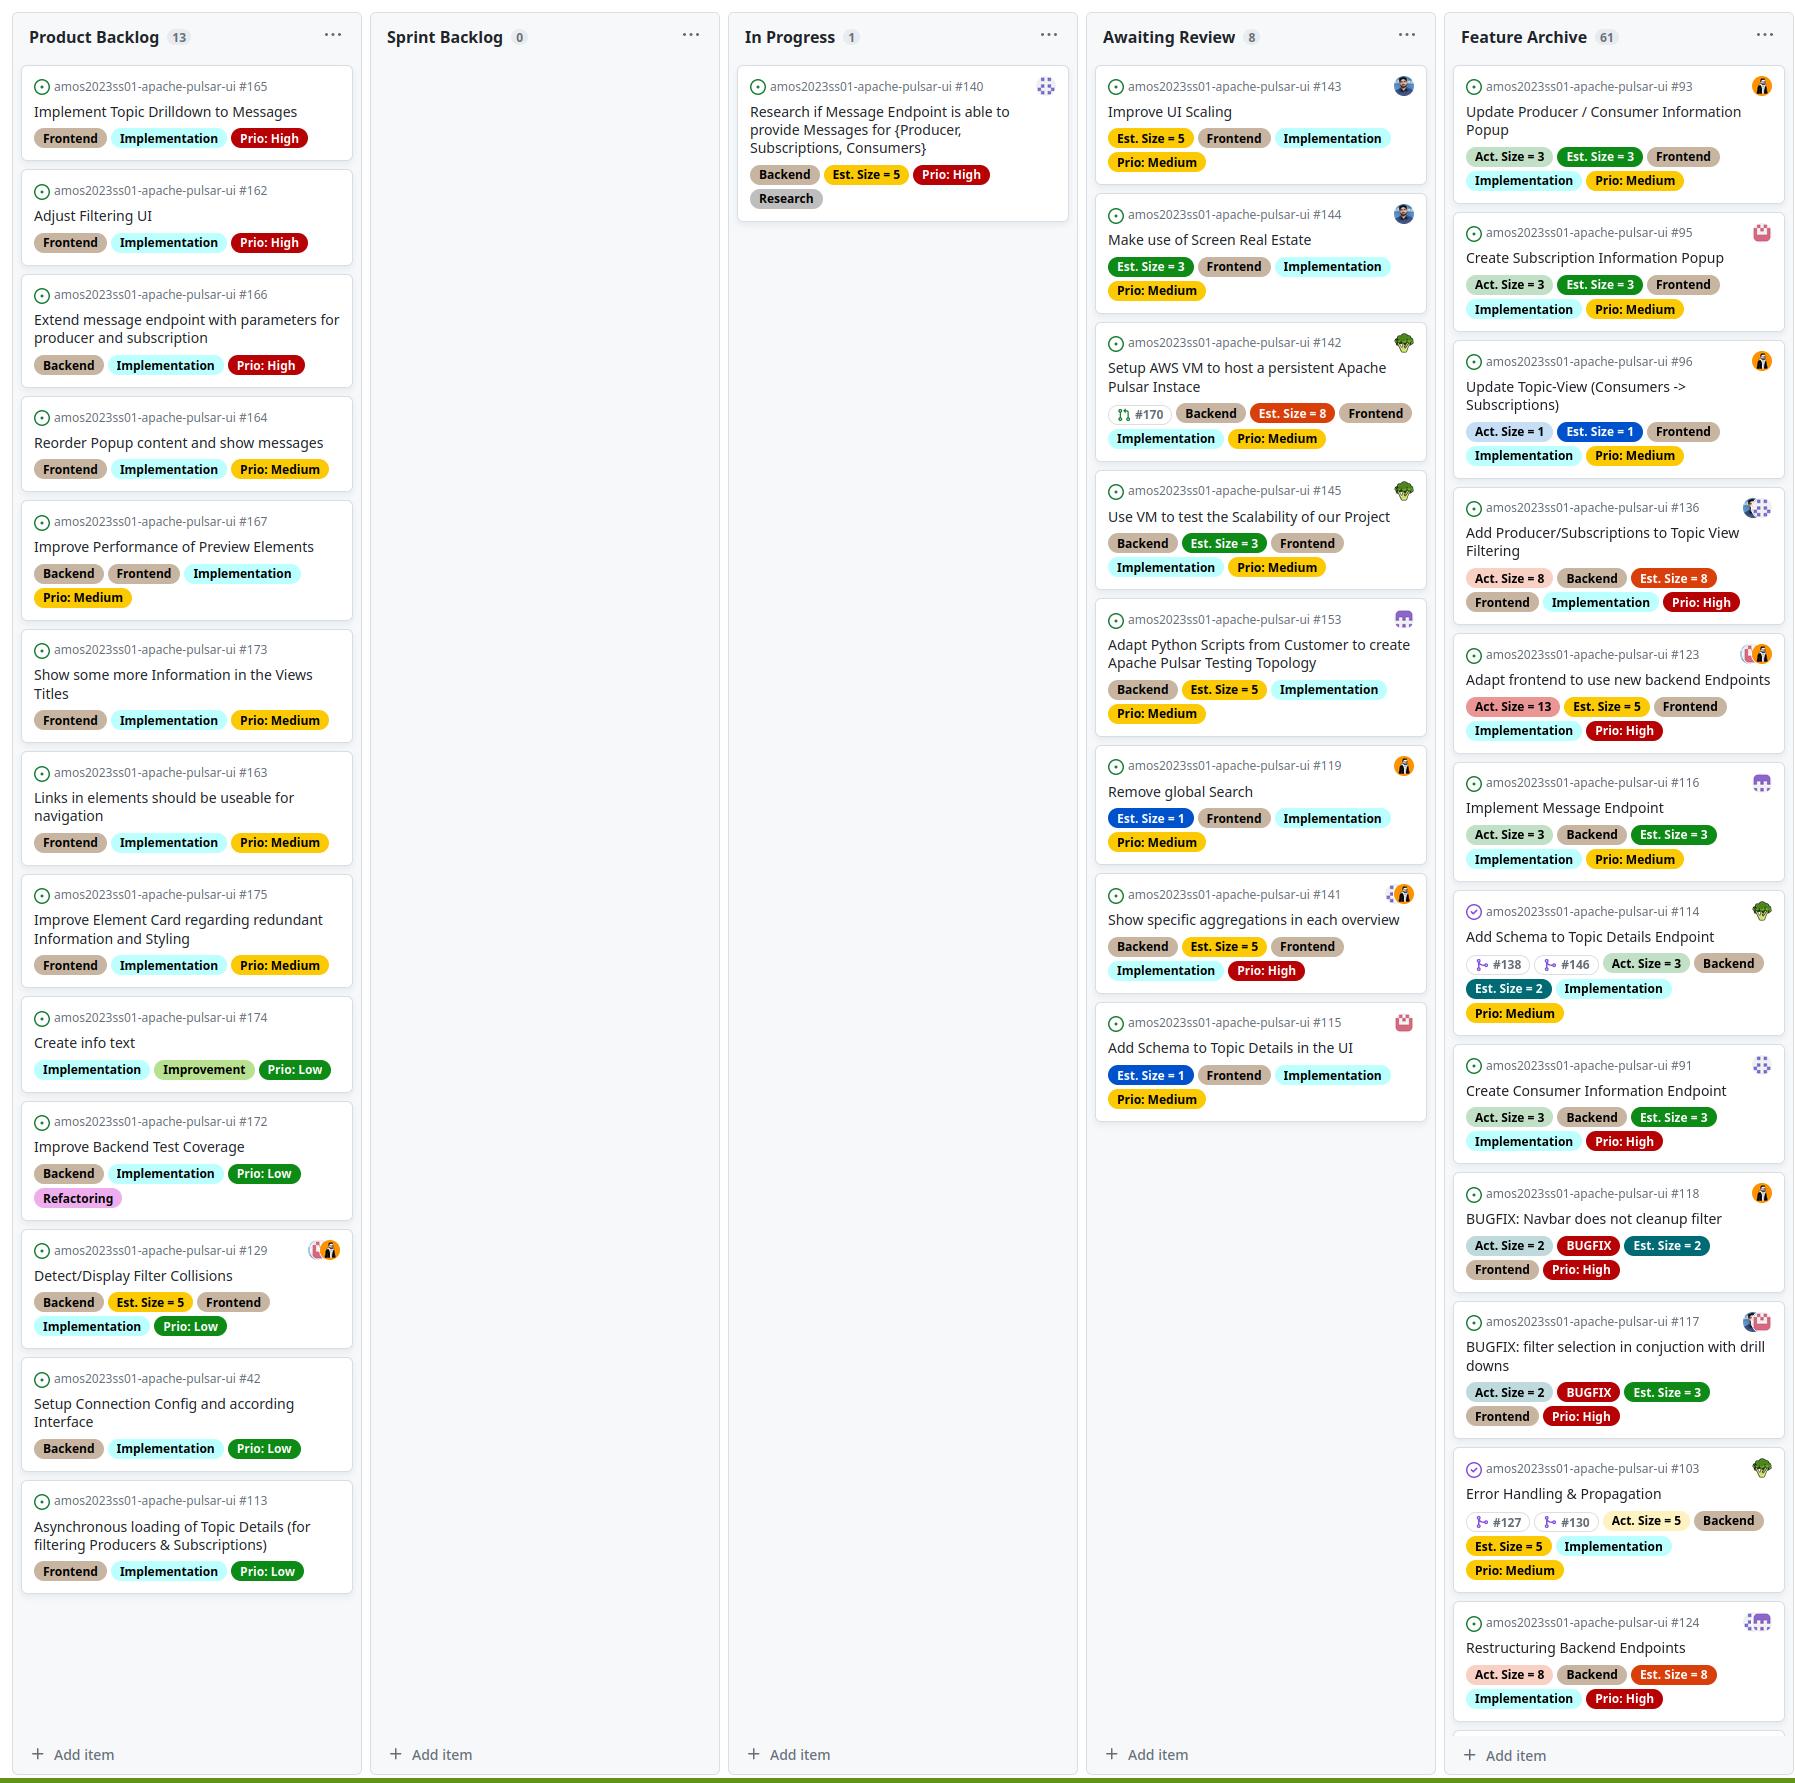 Product Backlog 13
amos2023ss01-apache-pulsar-ui #165
Implement Topic Drilldown to Messages
Frontend Implementation Prio: High
amos2023ss01-apache-pulsar-ui #162
Adjust Filtering UI
Frontend Implementation Prio: High
amos2023ss01-apache-pulsar-ui #166
Extend message endpoint with parameters for
producer and subscription
Backend Implementation Prio: High
amos2023ss01-apache-pulsar-ui #164
Reorder Popup content and show messages
Frontend Implementation Prio: Medium
amos2023ss01-apache-pulsar-ui #167
Improve Performance of Preview Elements
Backend Frontend Implementation
Prio: Medium
amos2023ss01-apache-pulsar-ui #173
Show some more Information in the Views
Titles
Frontend Implementation Prio: Medium
amos2023ss01-apache-pulsar-ui #163
Links in elements should be useable for
navigation
Frontend Implementation Prio: Medium
amos2023ss01-apache-pulsar-ui #175
Improve Element Card regarding redundant
Information and Styling
Frontend Implementation Prio: Medium
amos2023ss01-apache-pulsar-ui #174
Create info text
Implementation Improvement Prio: Low
amos2023ss01-apache-pulsar-ui #172
Improve Backend Test Coverage
Backend Implementation Prio: Low
Refactoring
amos2023ss01-apache-pulsar-ui #129
Detect/Display Filter Collisions
Backend Est. Size = 5 Frontend
Implementation Prio: Low
amos2023ss01-apache-pulsar-ui #42
Setup Connection Config and according
Interface
Backend Implementation Prio: Low
amos2023ss01-apache-pulsar-ui #113
Asynchronous loading of Topic Details (for
filtering Producers & Subscriptions)
Frontend Implementation Prio: Low
Add item
Sprint Backlog 0
Add item
In Progress 1
amos2023ss01-apache-pulsar-ui #140
Research if Message Endpoint is able to
provide Messages for {Producer,
Subscriptions, Consumers}
Backend Est. Size = 5 Prio: High
Research
Add item
Awaiting Review 8
amos2023ss01-apache-pulsar-ui #143
Improve UI Scaling
Est. Size = 5 Frontend Implementation
Prio: Medium
amos2023ss01-apache-pulsar-ui #144
Make use of Screen Real Estate
Est. Size = 3 Frontend Implementation
Prio: Medium
amos2023ss01-apache-pulsar-ui #142
Setup AWS VM to host a persistent Apache
Pulsar Instace
#170 Backend Est. Size = 8 Frontend
Implementation Prio: Medium
amos2023ss01-apache-pulsar-ui #145
Use VM to test the Scalability of our Project
Backend Est. Size = 3 Frontend
Implementation Prio: Medium
amos2023ss01-apache-pulsar-ui #153
Adapt Python Scripts from Customer to create
Apache Pulsar Testing Topology
Backend Est. Size = 5 Implementation
Prio: Medium
amos2023ss01-apache-pulsar-ui #119
Remove global Search
Est. Size = 1 Frontend Implementation
Prio: Medium
amos2023ss01-apache-pulsar-ui #141
Show specific aggregations in each overview
Backend Est. Size = 5 Frontend
Implementation Prio: High
amos2023ss01-apache-pulsar-ui #115
Add Schema to Topic Details in the UI
Est. Size = 1 Frontend Implementation
Prio: Medium
Add item
Feature Archive 61
amos2023ss01-apache-pulsar-ui #93
Update Producer / Consumer Information
Popup
Act. Size = 3 Est. Size = 3 Frontend
Implementation Prio: Medium
amos2023ss01-apache-pulsar-ui #95
Create Subscription Information Popup
Act. Size = 3 Est. Size = 3 Frontend
Implementation Prio: Medium
amos2023ss01-apache-pulsar-ui #96
Update Topic-View (Consumers ->
Subscriptions)
Act. Size = 1 Est. Size = 1 Frontend
Implementation Prio: Medium
amos2023ss01-apache-pulsar-ui #136
Add Producer/Subscriptions to Topic View
Filtering
Act. Size = 8 Backend Est. Size = 8
Frontend Implementation Prio: High
amos2023ss01-apache-pulsar-ui #123
Adapt frontend to use new backend Endpoints
Act. Size = 13 Est. Size = 5 Frontend
Implementation Prio: High
amos2023ss01-apache-pulsar-ui #116
Implement Message Endpoint
Act. Size = 3 Backend Est. Size = 3
Implementation Prio: Medium
amos2023ss01-apache-pulsar-ui #114
Add Schema to Topic Details Endpoint
#138 #146 Act. Size = 3 Backend
Est. Size = 2 Implementation
Prio: Medium
amos2023ss01-apache-pulsar-ui #91
Create Consumer Information Endpoint
Act. Size = 3 Backend Est. Size = 3
Implementation Prio: High
amos2023ss01-apache-pulsar-ui #118
BUGFIX: Navbar does not cleanup filter
Act. Size = 2 BUGFIX Est. Size = 2
Frontend Prio: High
amos2023ss01-apache-pulsar-ui #117
BUGFIX: filter selection in conjuction with drill
downs
Act. Size = 2 BUGFIX Est. Size = 3
Frontend Prio: High
amos2023ss01-apache-pulsar-ui #103
Error Handling & Propagation
#127 #130 Act. Size = 5 Backend
Est. Size = 5 Implementation
Prio: Medium
amos2023ss01-apache-pulsar-ui #124
Restructuring Backend Endpoints
Act. Size = 8 Backend Est. Size = 8
Implementation Prio: High
Add item